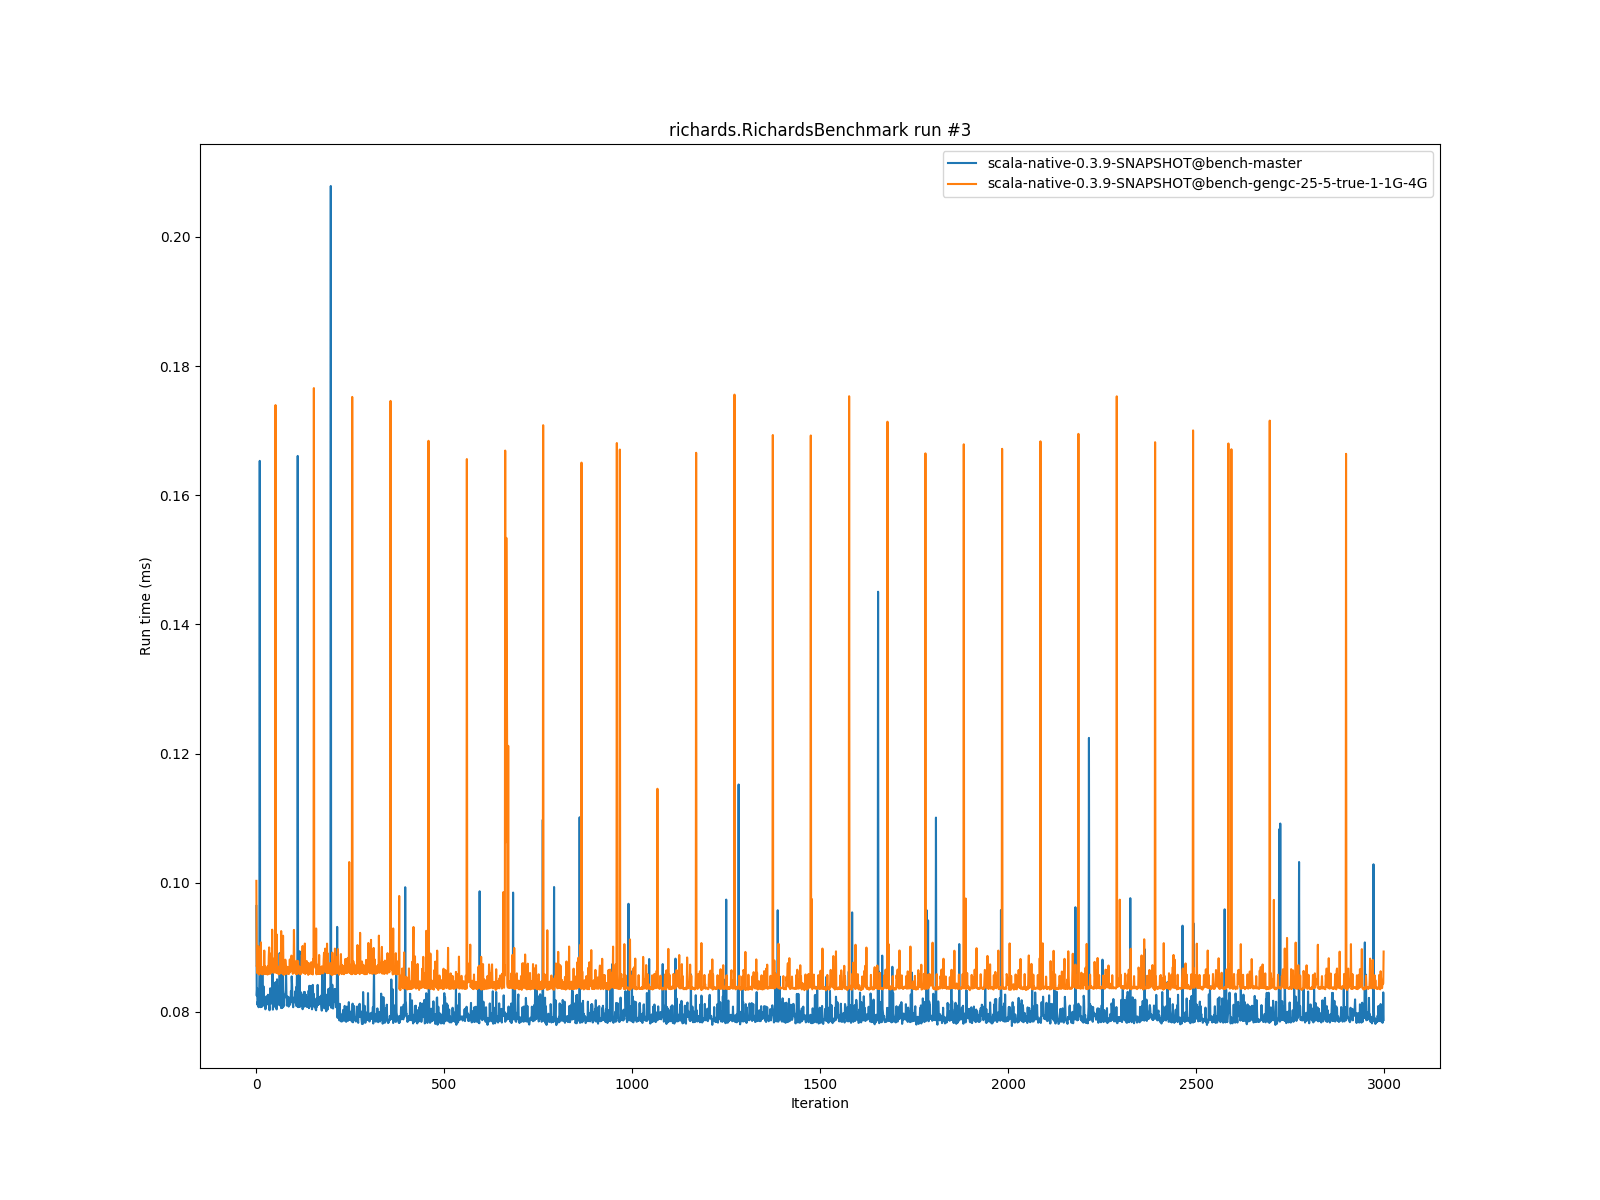 richards.RichardsBenchmark run #3
scala-native-0.3.9-SNAPSHOT@bench-master
scala-native-0.3.9-SNAPSHOT@bench-gengc-25-5-true-1-1G-4G
0.20
0.18
0.16
0.14
0.12
0.10
0.08
Run time (ms)
0 500 1000 1500 2000 2500 3000
Iteration